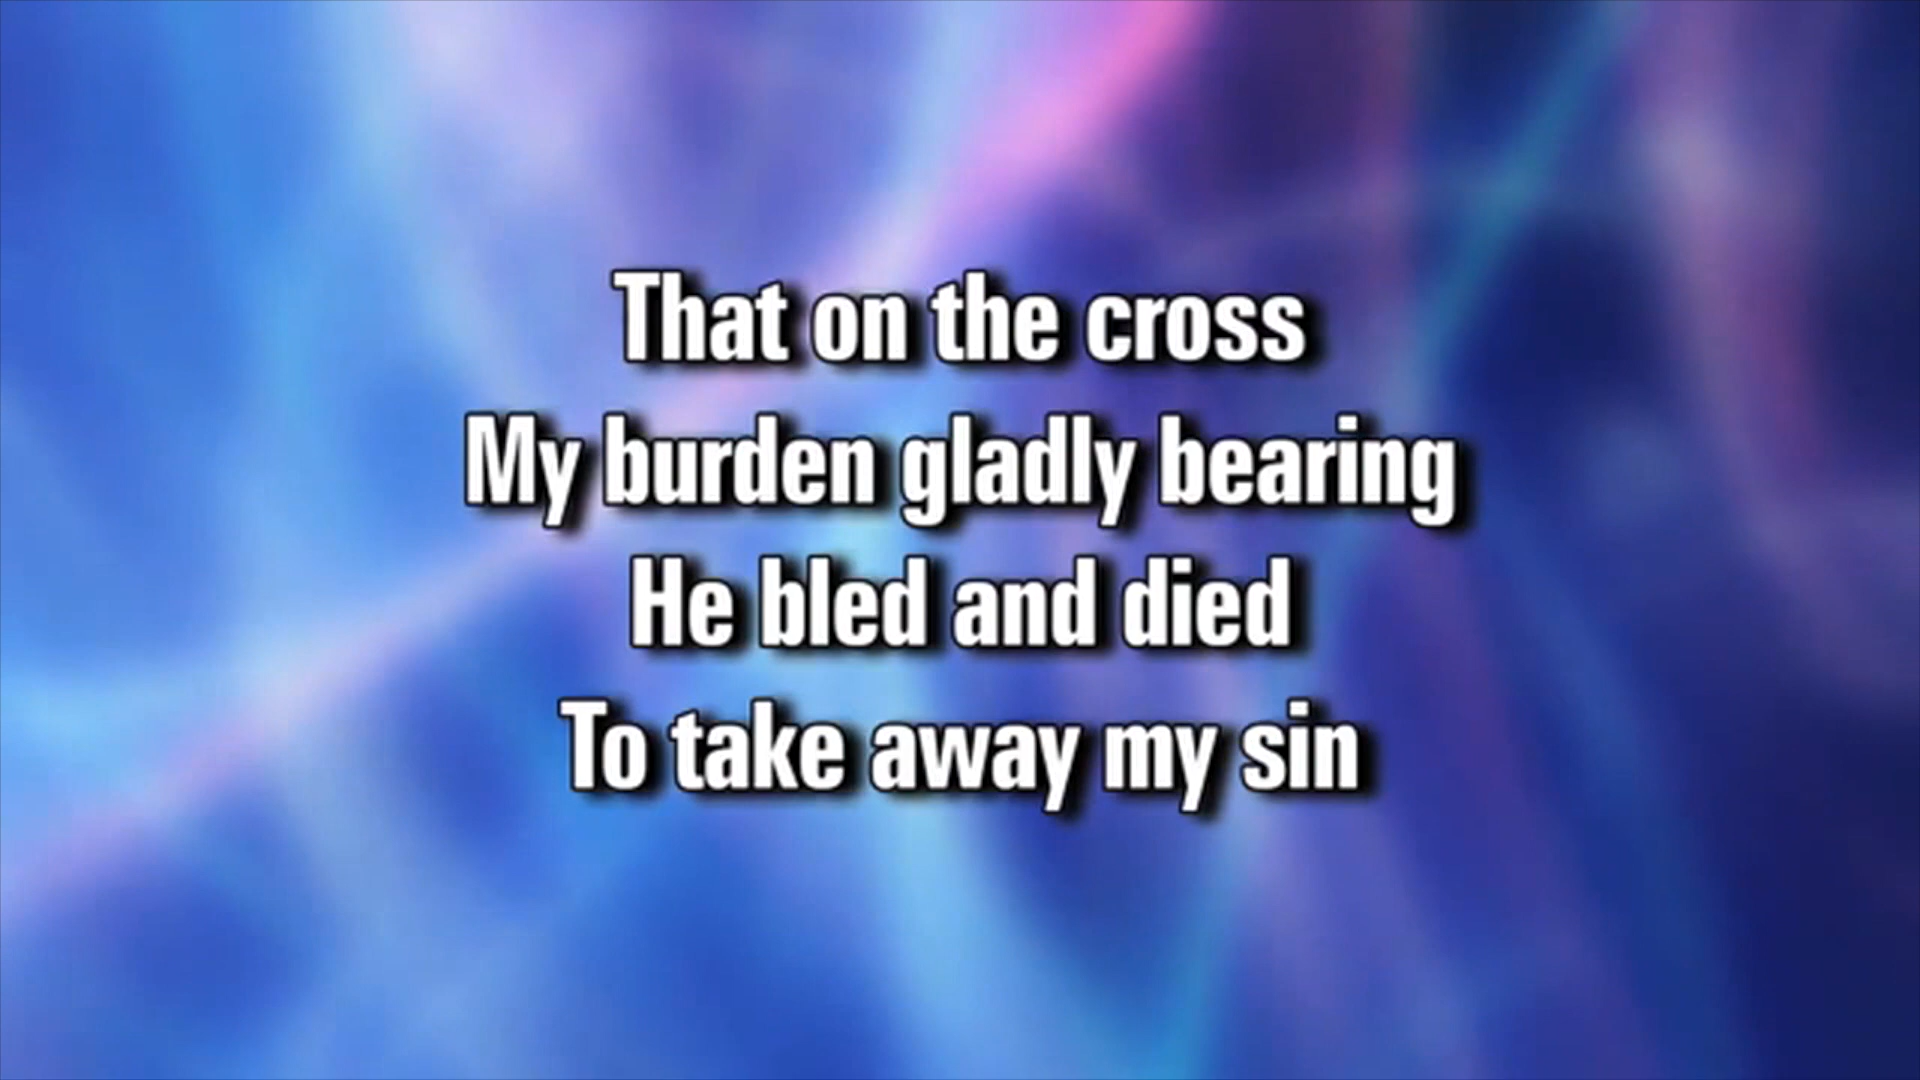 That on the cross
My burden gladly bearing
He bled and died
To take away my sin